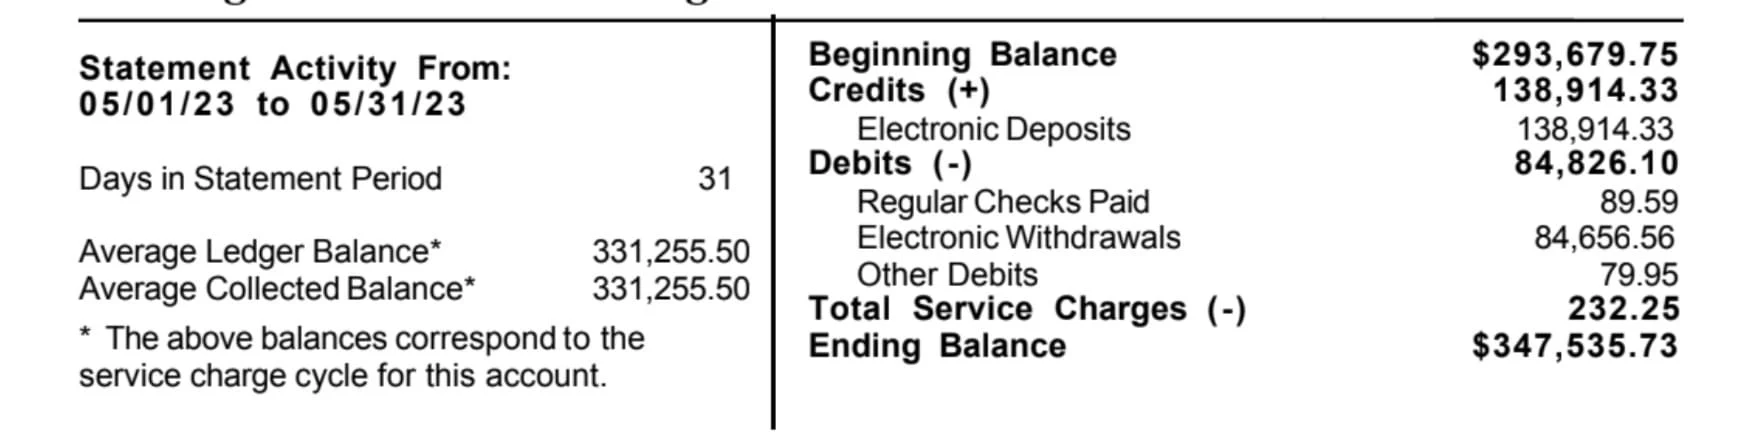 Statement Activity From:
05/01/23 to 05/31/23
Days in Statement Period 31
Average Ledger Balance* 331,255.50
Average Collected Balance* 331,255.50
* The above balances correspond to the
service charge cycle for this account.
Beginning Balance $293,679.75
Credits (+) 138,914.33
Electronic Deposits 138,914.33
Debits (-) 84,826.10
Regular Checks Paid 89.59
Electronic Withdrawals 84,656.56
Other Debits 79.95
Total Service Charges (-) 232.25
Ending Balance $347,535.73